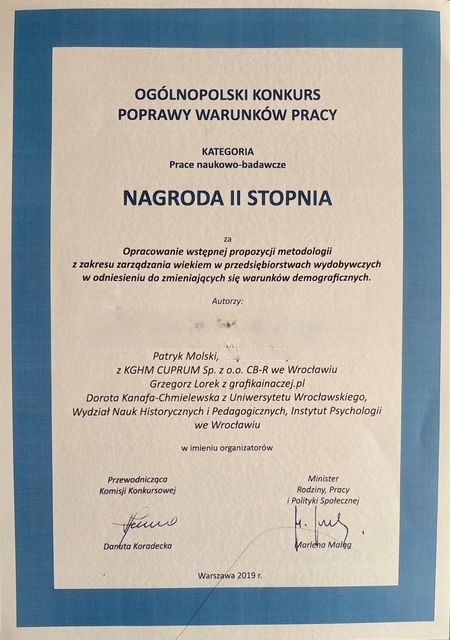 OGÓLNOPOLSKI KONKURS
POPRAWY WARUNKÓW PRACY
KATEGORIA
Prace naukowo-badawcze
NAGRODA II STOPNIA
za
Opracowanie wstępnej propozycji metodologii
z zakresu zarządzania wiekiem w przedsiębiorstwach wydobywczych
w odniesieniu do zmieniających się warunków demograficznych.
Autorzy:
Patryk Molski,
z KGHM CUPRUM Sp. z o.o. CB-R we Wrocławiu
Grzegorz Lorek z grafikainaczej.pl
Dorota Kanafa-Chmielewska z Uniwersytetu Wrocławskiego,
Wydział Nauk Historycznych i Pedagogicznych, Instytut Psychologii
we Wrocławiu
w imieniu organizatorów
Przewodnicząca
Komisji Konkursowej
Danuta Koradecka
Minister
Rodziny, Pracy
i Polityki Społecznej
Marlena Maląg
Warszawa 2019 r.